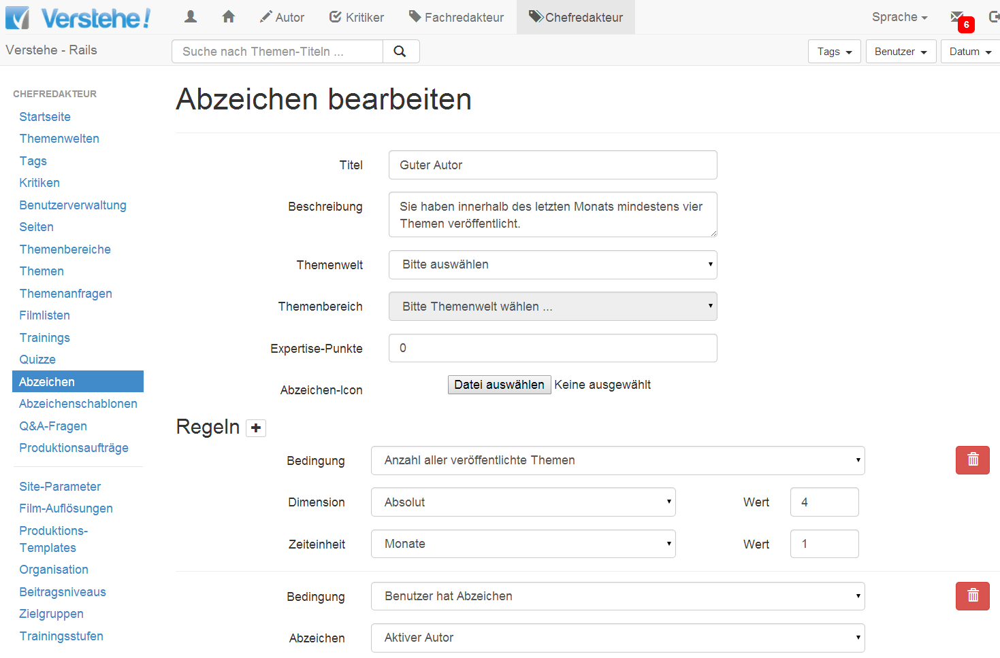 Verstehe!
Autor
Kritiker
Fachredakteur
Chefredakteur
Sprache
6
Verstehe - Rails
Suche nach Themen-Titeln ...
Tags
Benutzer
Datum
CHEFREDAKTEUR
Startseite
Themenwelten
Tags
Kritiken
Benutzerverwaltung
Seiten
Themenbereiche
Themen
Themenanfragen
Filmlisten
Trainings
Quizze
Abzeichen
Abzeichenschablonen
Q&A-Fragen
Produktionsaufträge
Site-Parameter
Film-Auflösungen
Produktions-
Templates
Organisation
Beitragsniveaus
Zielgruppen
Trainingsstufen
Abzeichen bearbeiten
Titel
Guter Autor
Beschreibung
Sie haben innerhalb des letzten Monats mindestens vier
Themen veröffentlicht.
Themenwelt
Bitte auswählen
Themenbereich
Bitte Themenwelt wählen ...
Expertise-Punkte
0
Abzeichen-Icon
Datei auswählen Keine ausgewählt
Regeln
Bedingung
Anzahl aller veröffentlichte Themen
Dimension
Absolut
Wert
4
Zeiteinheit
Monate
Wert
1
Bedingung
Benutzer hat Abzeichen
Abzeichen
Aktiver Autor